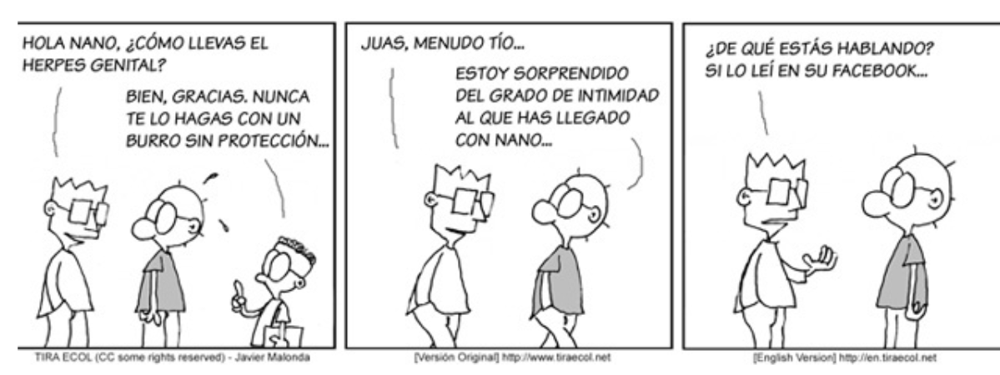 HOLA NANO, ¿CÓMO LLEVAS EL
HERPES GENITAL?
BIEN, GRACIAS. NUNCA
TE LO HAGAS CON UN
BURRO SIN PROTECCIÓN...
JUAS, MENUDO TÍO...
ESTOY SORPRENDIDO
DEL GRADO DE INTIMIDAD
AL QUE HAS LLEGADO
CON NANO...
¿DE QUÉ ESTÁS HABLANDO?
SI LO LEÍ EN SU FACEBOOK...
TIRA ECOL (CC some rights reserved) - Javier Malonda
[Versión Original] http://www.tiraecol.net
[English Version] http://en.tiraecol.net